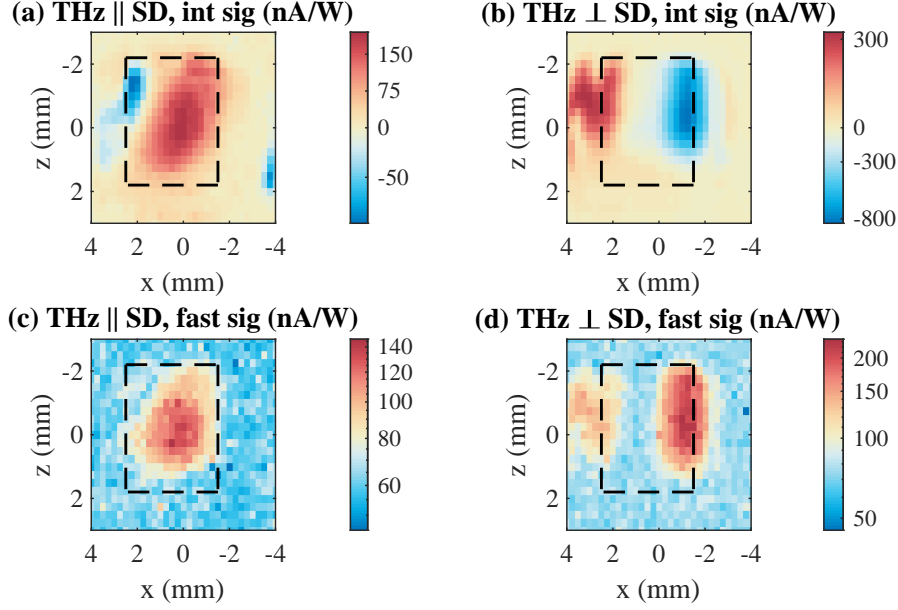 (a) THz || SD, int sig (nA/W)
-2
0
2
z (mm)
4 2 0 -2 -4
x (mm)
150
75
0
-50
(b) THz ⊥ SD, int sig (nA/W)
-2
0
2
z (mm)
4 2 0 -2 -4
x (mm)
300
0
-300
-800
(c) THz || SD, fast sig (nA/W)
-2
0
2
z (mm)
4 2 0 -2 -4
x (mm)
140
120
100
80
60
(d) THz ⊥ SD, fast sig (nA/W)
-2
0
2
z (mm)
4 2 0 -2 -4
x (mm)
200
150
100
50